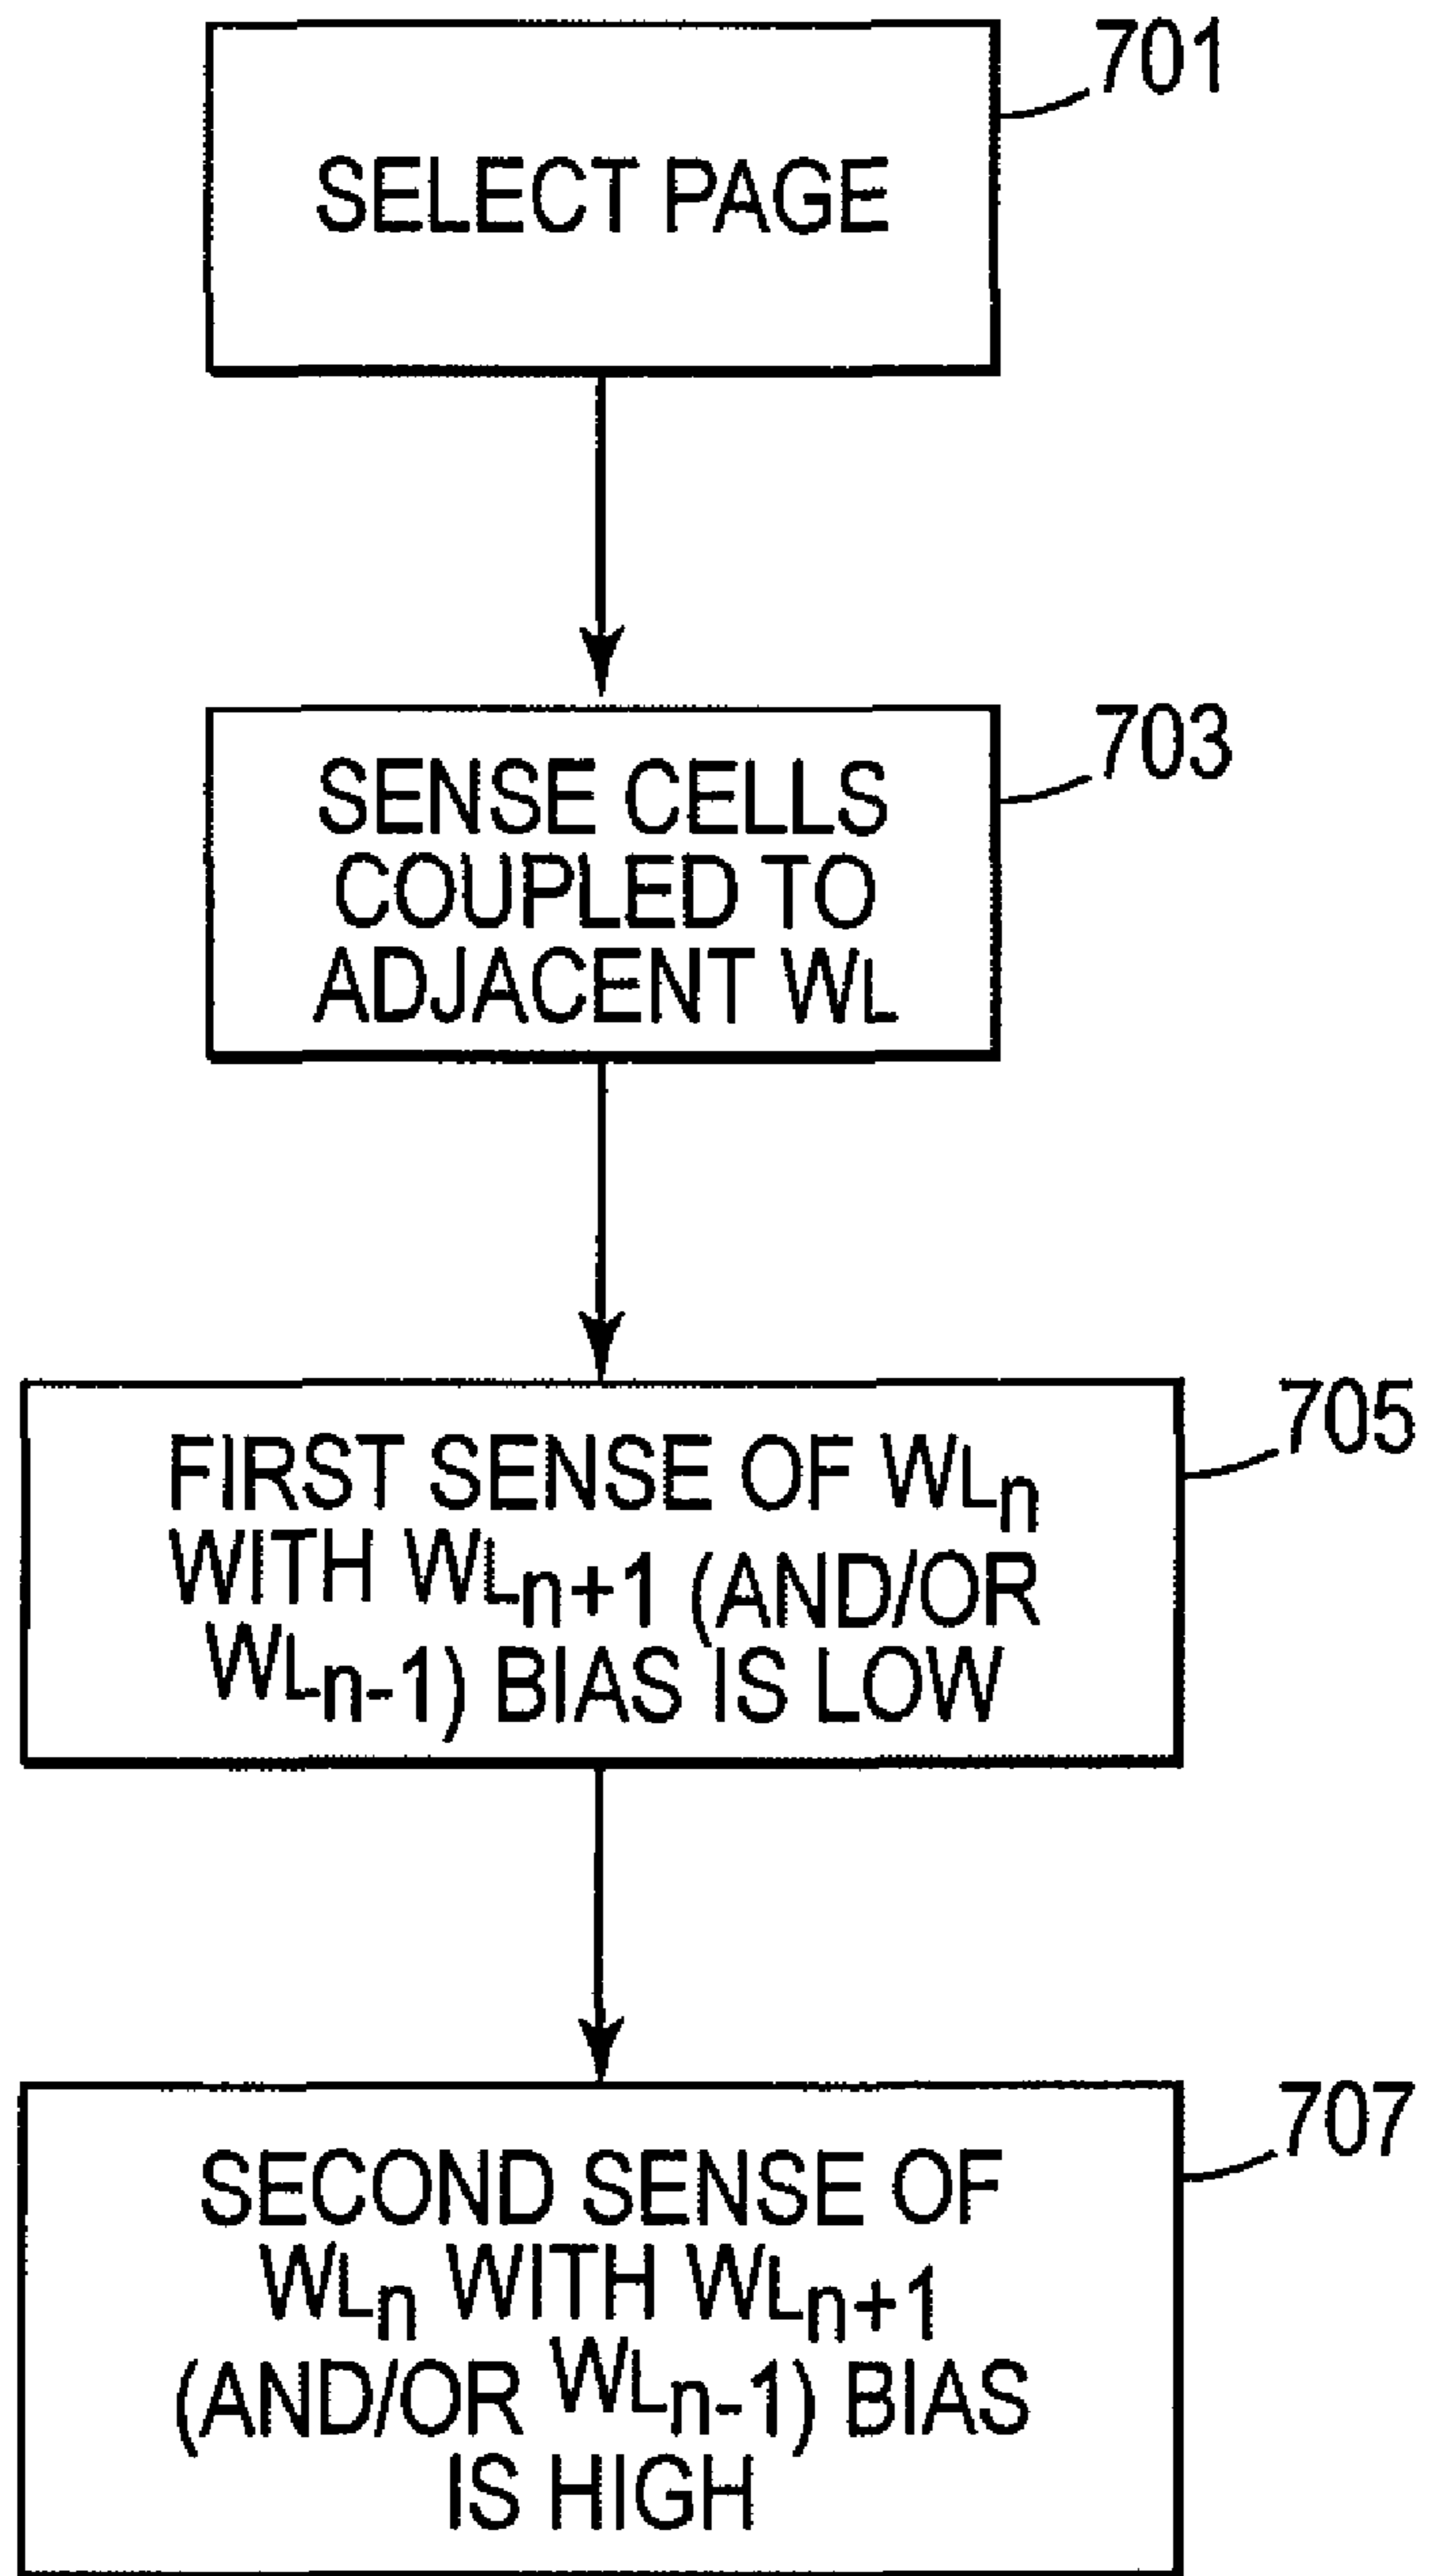 701
SELECT PAGE
703
SENSE CELLS
COUPLED TO
ADJACENT WL
705
FIRST SENSE OF WLn
WITH WLn+1 (AND/OR
WLn-1) BIAS IS LOW
707
SECOND SENSE OF
WLn WITH WLn+1
(AND/OR WLn-1) BIAS
IS HIGH